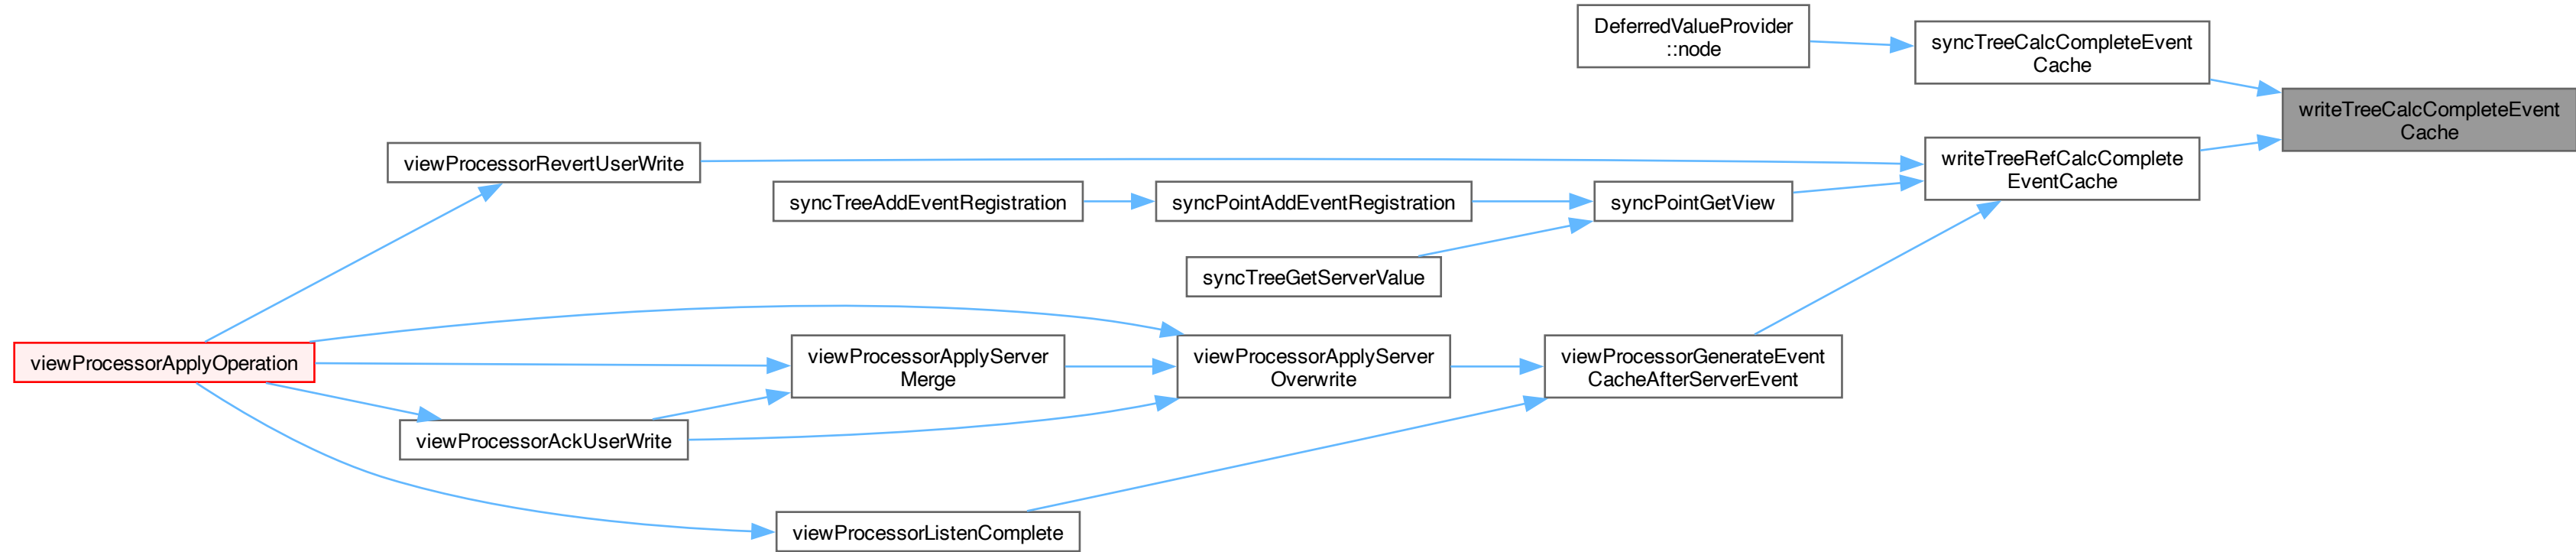 DeferredValueProvider
::node
syncTreeCalcCompleteEvent
Cache
writeTreeCalcCompleteEvent
Cache
viewProcessorRevertUserWrite
writeTreeRefCalcComplete
EventCache
syncTreeAddEventRegistration
syncPointAddEventRegistration
syncPointGetView
syncTreeGetServerValue
viewProcessorApplyOperation
viewProcessorApplyServer
Merge
viewProcessorApplyServer
Overwrite
viewProcessorGenerateEvent
CacheAfterServerEvent
viewProcessorAckUserWrite
viewProcessorListenComplete